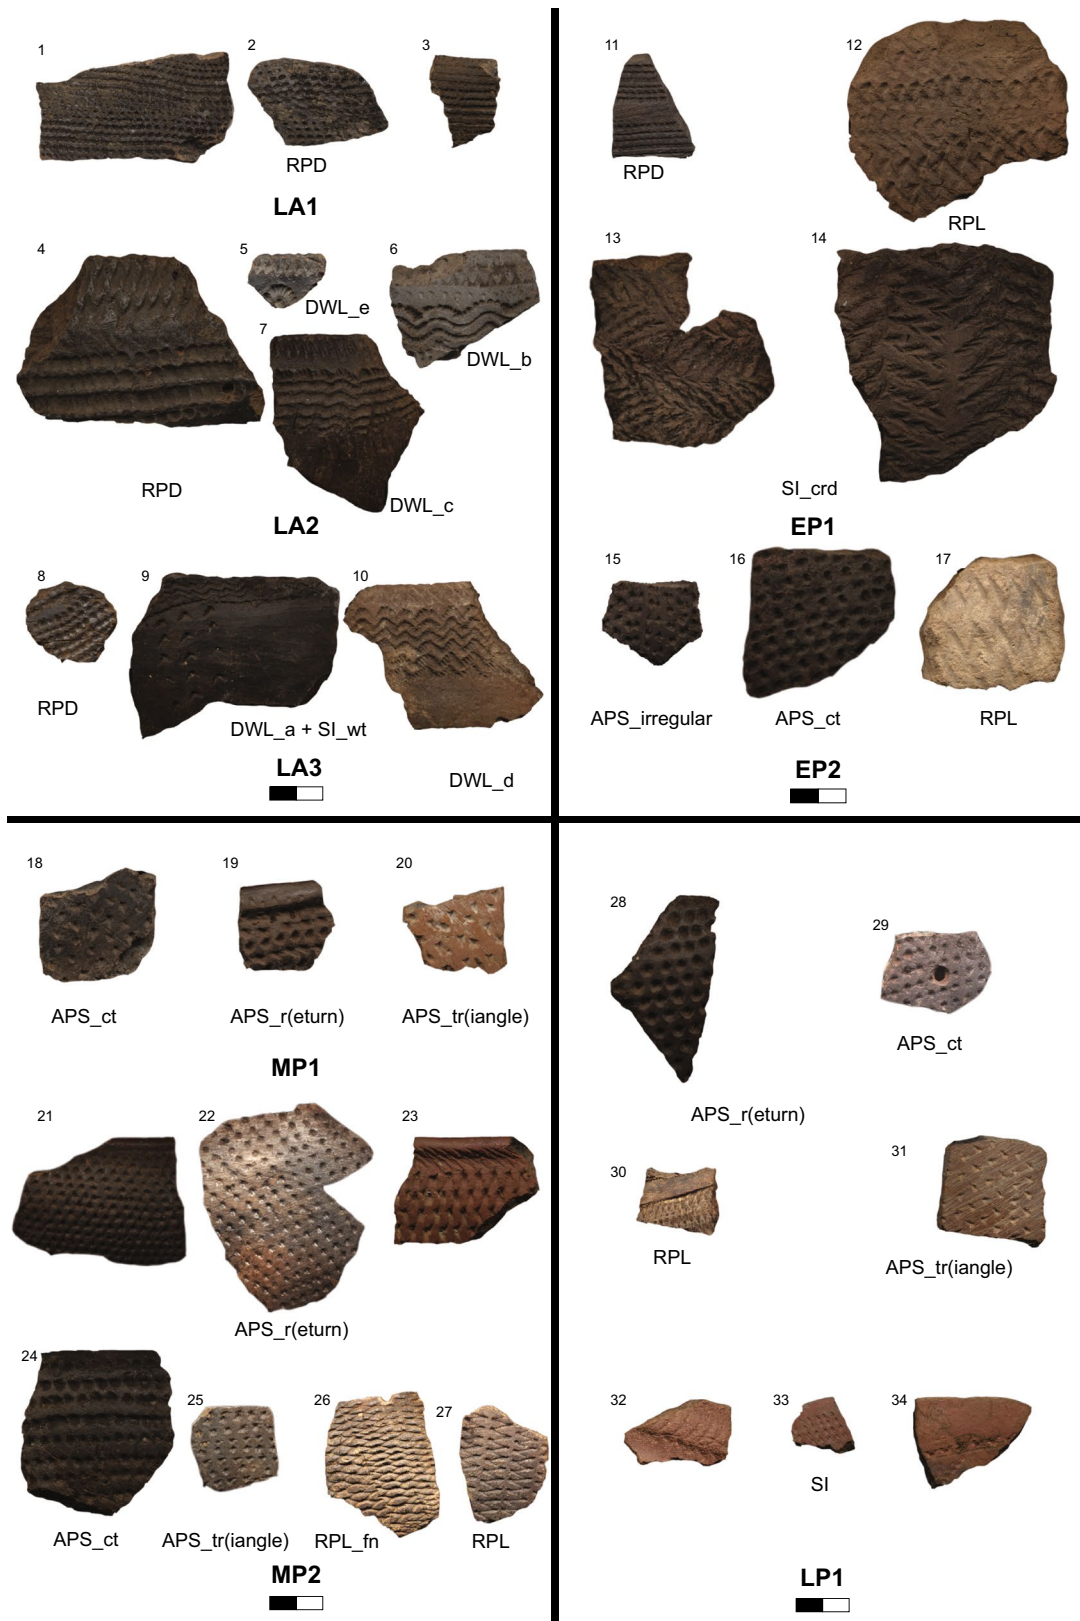 1
2
3
RPD
LA1
4
5
6
DWL_e
7
DWL_b
RPD
DWL_c
LA2
8
9
10
RPD
DWL_a + SI_wt
LA3
DWL_d
11
12
RPD
RPL
13
14
SI_crd
EP1
15
16
17
APS_irregular
APS_ct
RPL
EP2
18
19
20
APS_ct
APS_r(eturn)
APS_tr(iangle)
MP1
21
22
23
APS_r(eturn)
24
25
26
27
APS_ct
APS_tr(iangle)
RPL_fn
RPL
MP2
28
29
APS_ct
APS_r(eturn)
30
31
RPL
APS_tr(iangle)
32
33
34
SI
LP1